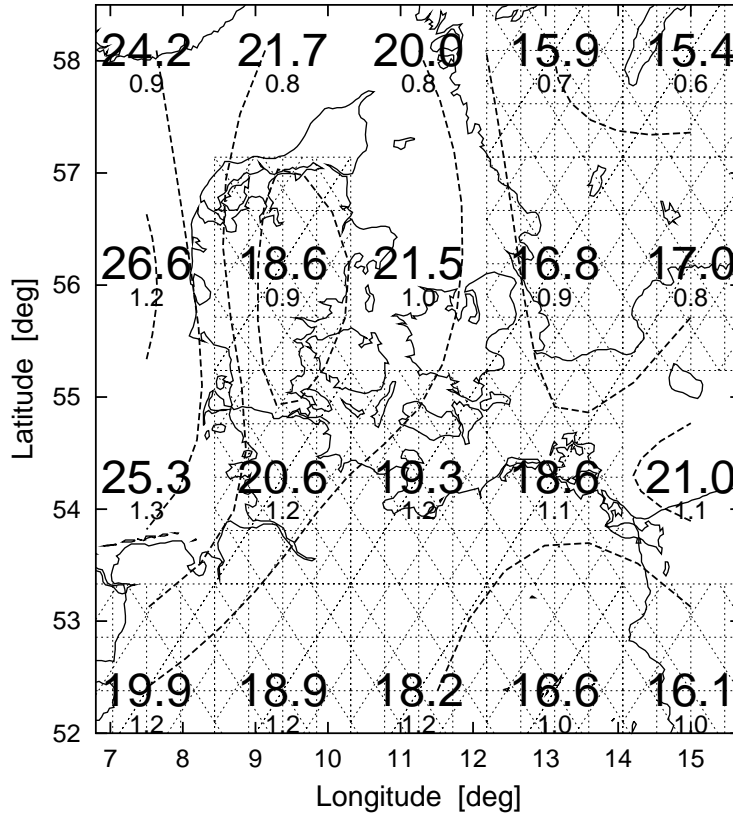 58
24.2 21.7 20.0 15.9 15.4
0.9 0.8 0.8 0.7 0.6
57
56
26.6 18.6 21.5 16.8 17.0
1.2 0.9 1.0 0.9 0.8
55
Latitude [deg]
54
25.3 20.6 19.3 18.6 21.0
1.3 1.2 1.2 1.1 1.1
53
19.9 18.9 18.2 16.6 16.1
1.2 1.2 1.2 1.0 1.0
52
7 8 9 10 11 12 13 14 15
Longitude [deg]